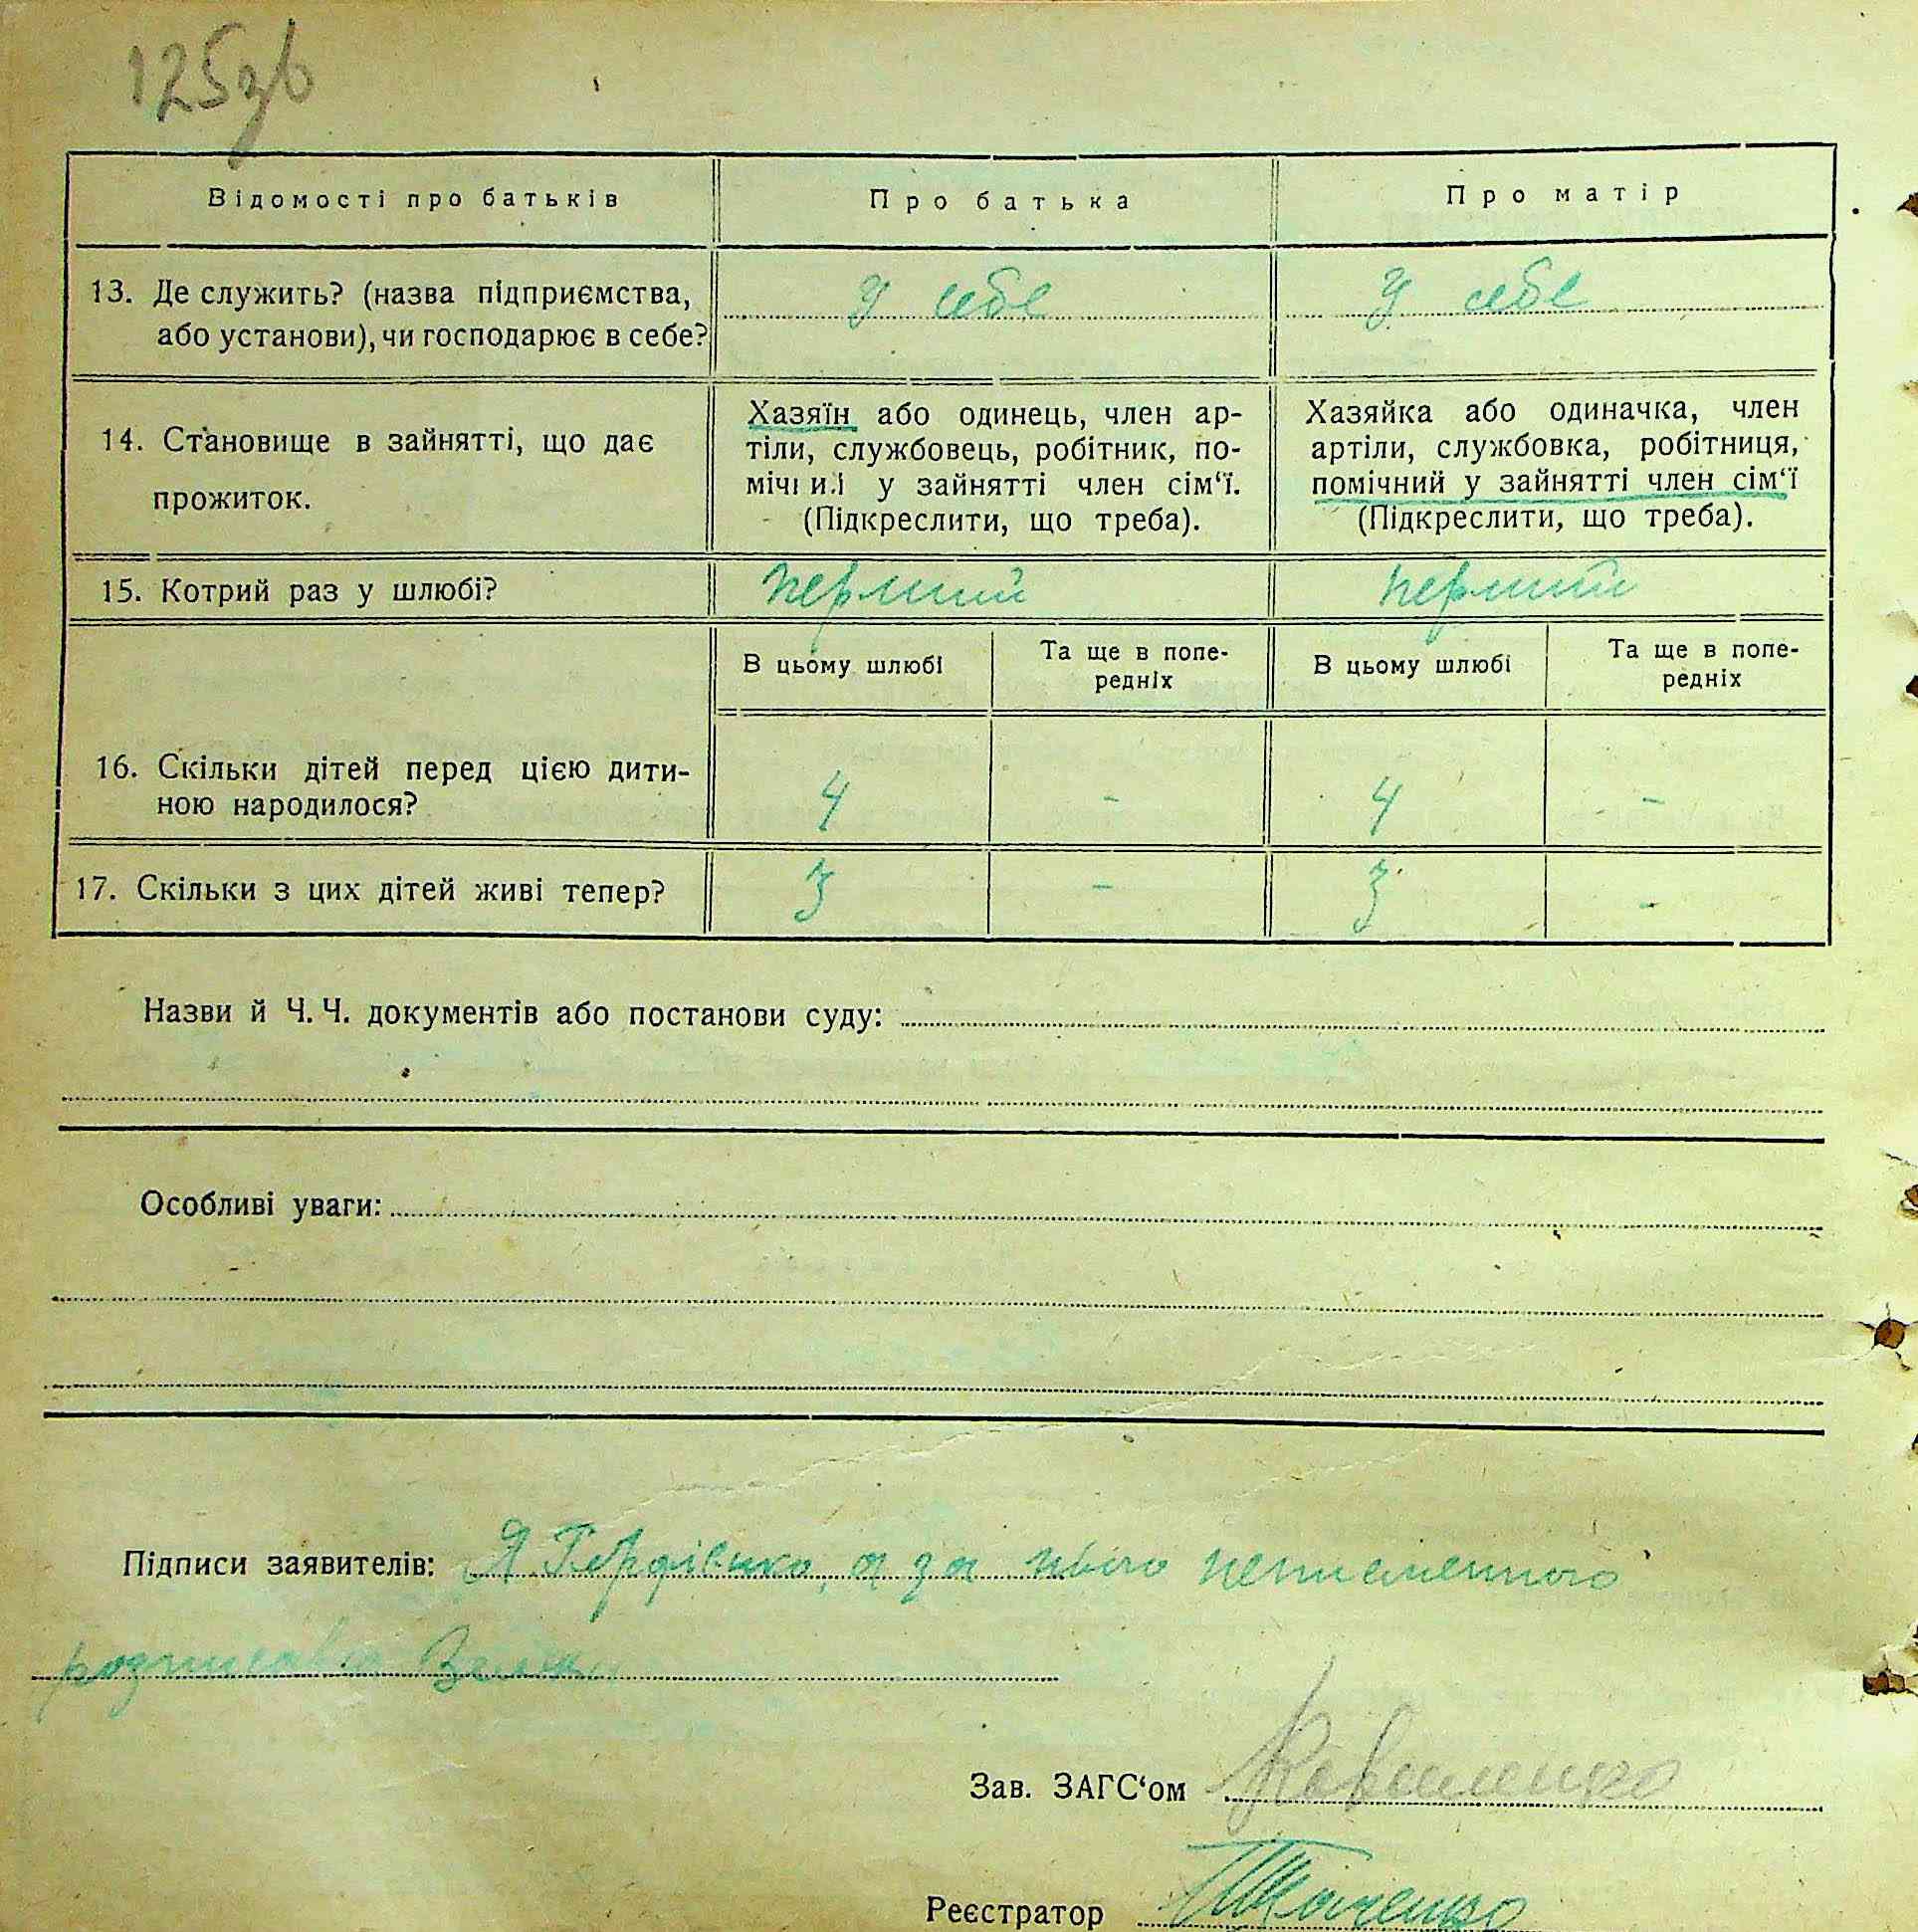 125зв
Відомості про батьків
Про батька
Про матір
13. Де служить? (назва підприємства, або установи), чи господарює в себе?
У себе
У себе
14. Становище в зайнятті, що дає прожиток.
Хазяїн або одинець, член ар-
тіли, службовець, робітник, по-
мічний у зайнятті член сім‘ї.
(Підкреслити, що треба).
Хазяйка або одиначка, член
артіли, службовка, робітниця,
помічний у зайнятті член сім‘ї
(Підкреслити, що треба).
15. Котрий раз у шлюбі?
перший
перший
В цьому шлюбі
Та ще в попе-
редніх
В цьому шлюбі
Та ще в попе-
редніх
16. Скільки дітей перед цією дити-
ною народилося?
4
-
4
-
17. Скільки з цих дітей живі тепер?
3
-
3
-
Назви й Ч. Ч. документів або постанови суду:
Особливі уваги:
Підписи заявителів: Я а за нього неписьменного
розписався
Зав. ЗАГС‘ом
Реєстратор Ткаченко